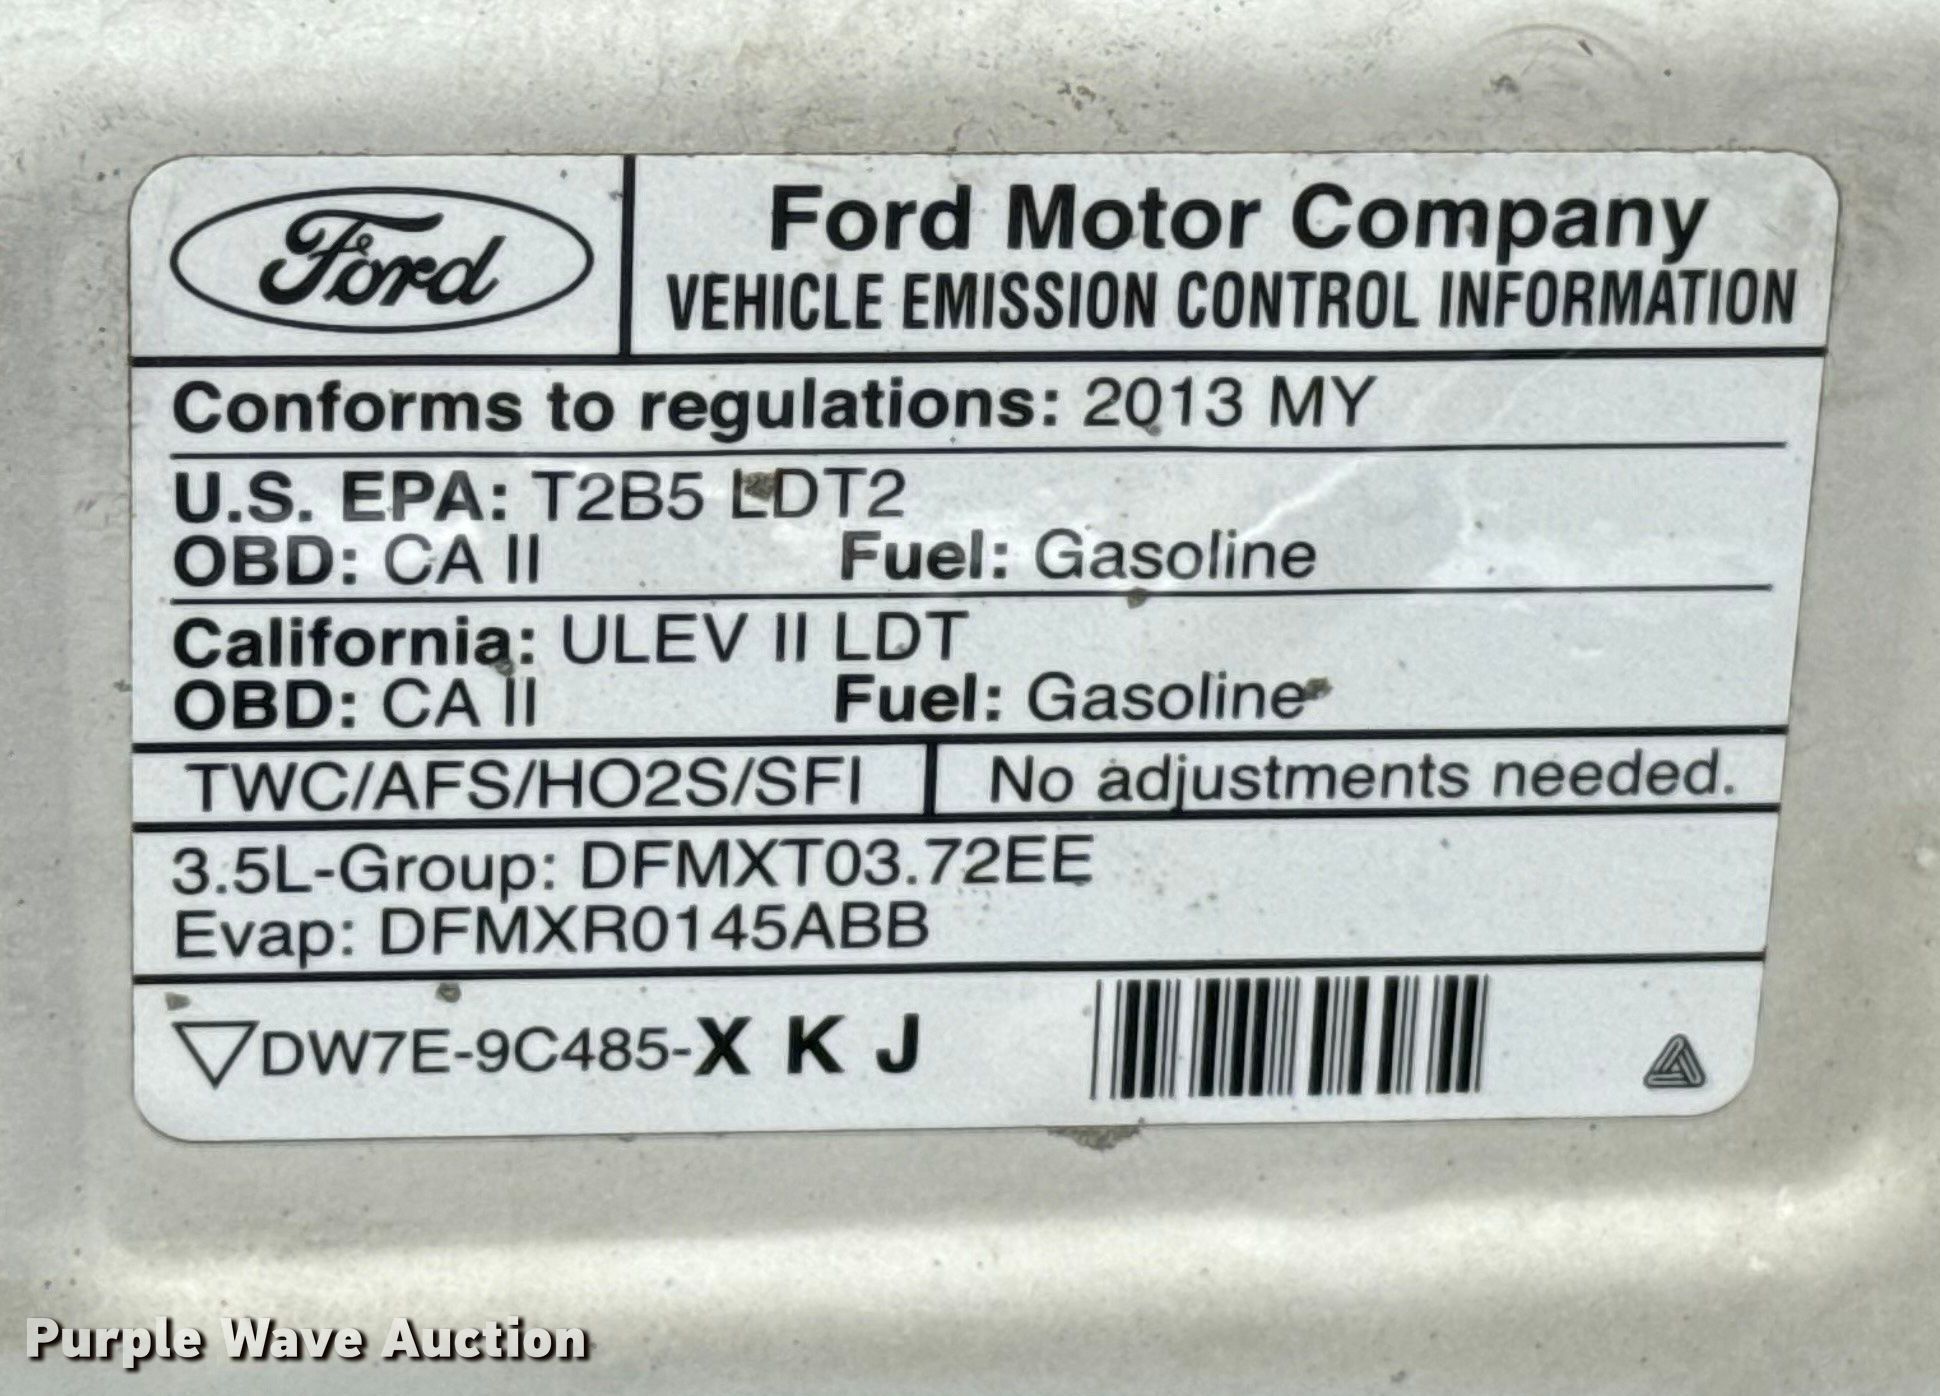 Ford
Ford Motor Company
VEHICLE EMISSION CONTROL INFORMATION
Conforms to regulations: 2013 MY
U.S. EPA: T2B5 LDT2
OBD: CA II Fuel: Gasoline
California: ULEV II LDT
OBD: CA II Fuel: Gasoline
TWC/AFS/HO2S/SFI
No adjustments needed.
3.5L-Group: DFMXT03.72EE
Evap: DFMXR0145ABB
DW7E-9C485-X K J
Purple Wave Auction